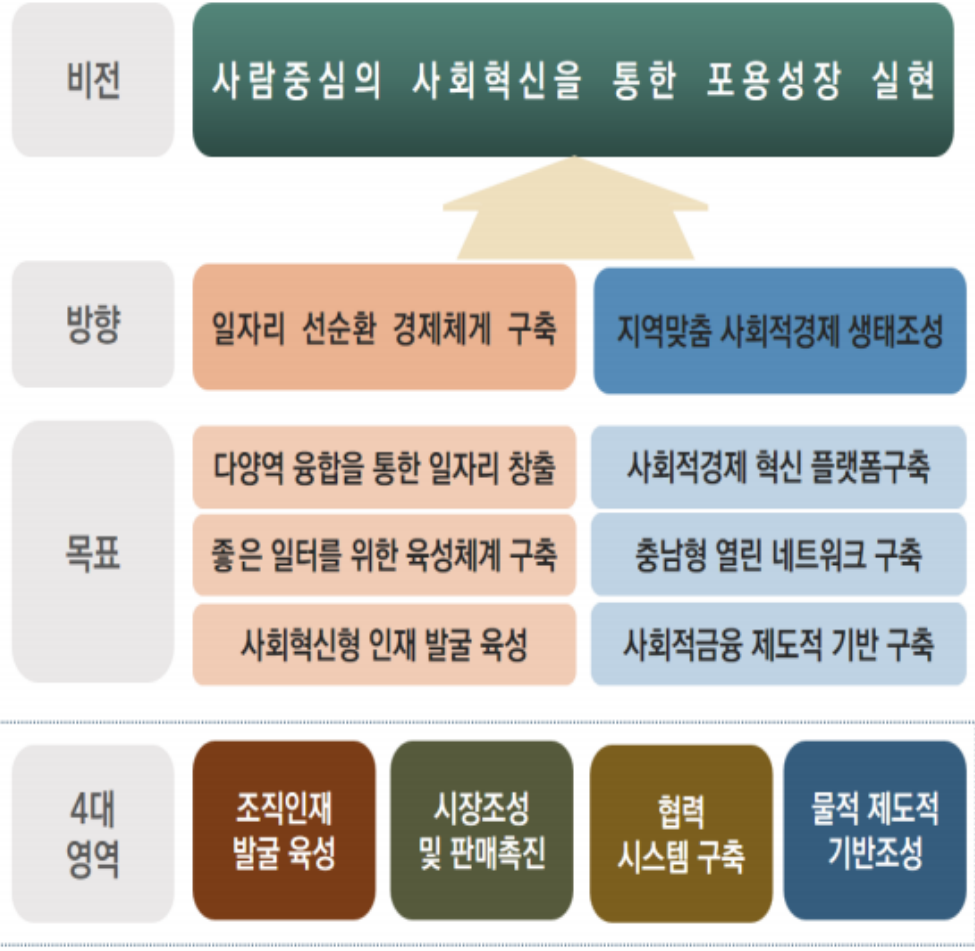 비전
사람중심의 사회혁신을 통한 포용성장 실현
방향
일자리 선순환 경제체게 구축
지역맞춤 사회적경제 생태조성
목표
다양역 융합을 통한 일자리 창출
사회적경제 혁신 플랫폼구축
좋은 일터를 위한 육성체계 구축
충남형 열린 네트워크 구축
사회혁신형 인재 발굴 육성
사회적금융 제도적 기반 구축
4대
영역
조직인재
발굴 육성
시장조성
및 판매촉진
협력
시스템 구축
물적 제도적
기반조성